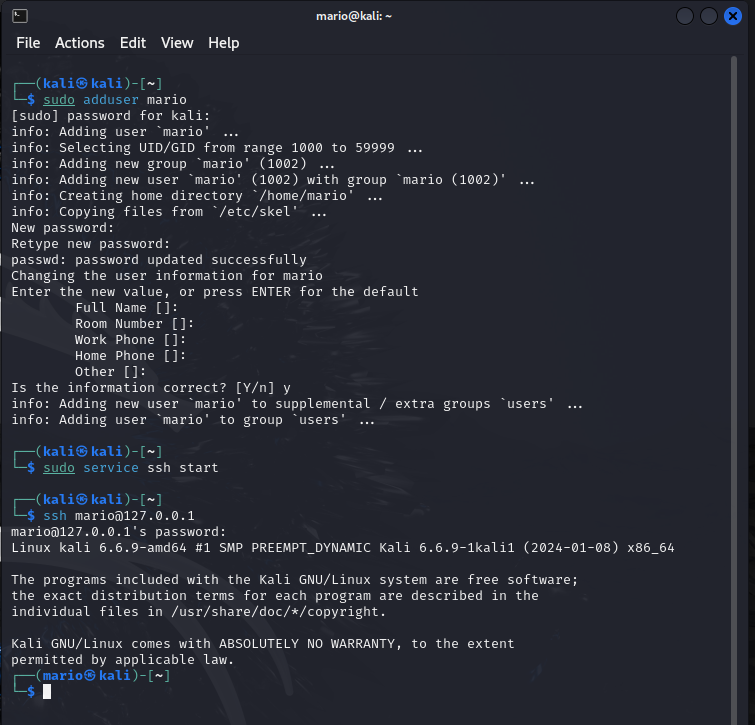 mario@kali: ~
File Actions Edit View Help
┌──(kali㉿kali)-[~]
└─$ sudo adduser mario
[sudo] password for kali:
info: Adding user `mario' ...
info: Selecting UID/GID from range 1000 to 59999 ...
info: Adding new group `mario' (1002) ...
info: Adding new user `mario' (1002) with group `mario (1002)' ...
info: Creating home directory `/home/mario' ...
info: Copying files from `/etc/skel' ...
New password:
Retype new password:
passwd: password updated successfully
Changing the user information for mario
Enter the new value, or press ENTER for the default
        Full Name []:
        Room Number []:
        Work Phone []:
        Home Phone []:
        Other []:
Is the information correct? [Y/n] y
info: Adding new user `mario' to supplemental / extra groups `users' ...
info: Adding user `mario' to group `users' ...
┌──(kali㉿kali)-[~]
└─$ sudo service ssh start
┌──(kali㉿kali)-[~]
└─$ ssh mario@127.0.0.1
mario@127.0.0.1's password:
Linux kali 6.6.9-amd64 #1 SMP PREEMPT_DYNAMIC Kali 6.6.9-1kali1 (2024-01-08) x86_64
The programs included with the Kali GNU/Linux system are free software;
the exact distribution terms for each program are described in the
individual files in /usr/share/doc/*/copyright.
Kali GNU/Linux comes with ABSOLUTELY NO WARRANTY, to the extent
permitted by applicable law.
┌──(mario㉿kali)-[~]
└─$